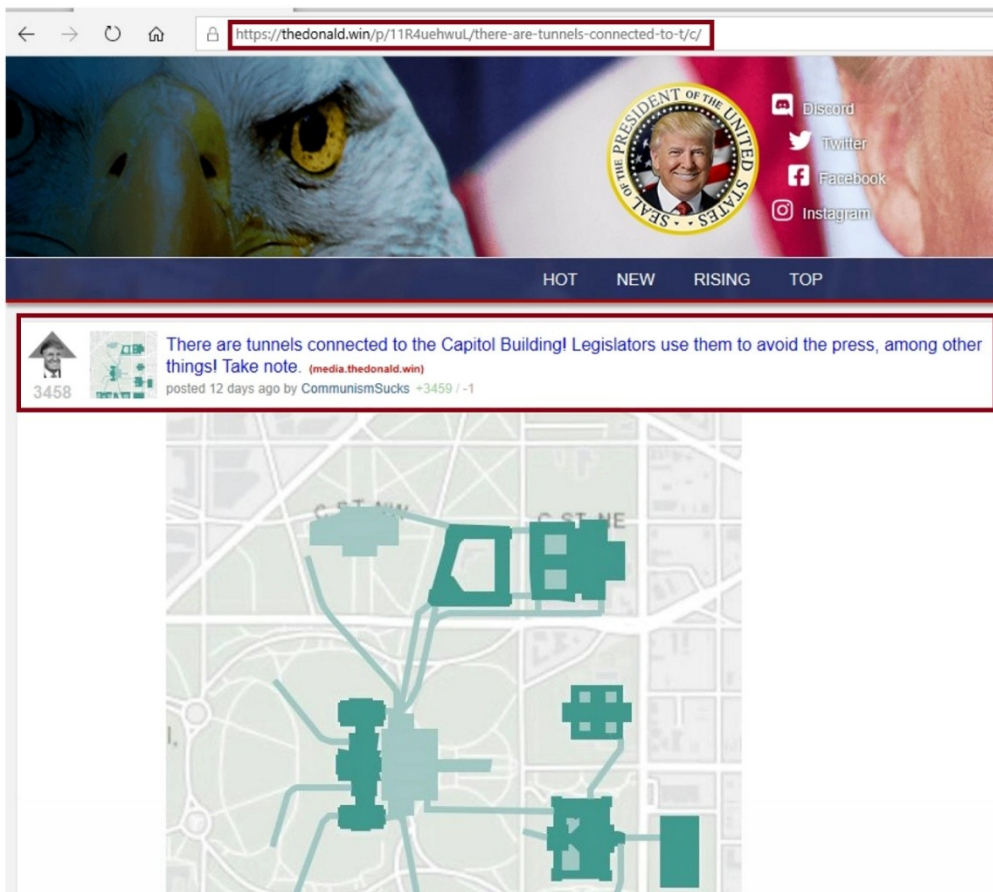 https://thedonald.win/p/11R4uehwuL/there-are-tunnels-connected-to-t/c/
SEAL OF THE PRESIDENT OF THE UNITED STATES
Discord
Twitter
Facebook
Instagram
HOT NEW RISING TOP
There are tunnels connected to the Capitol Building! Legislators use them to avoid the press, among other
things! Take note. (media.thedonald.win)
3458
posted 12 days ago by CommunismSucks +3459 / -1
C ST NW
C ST NE